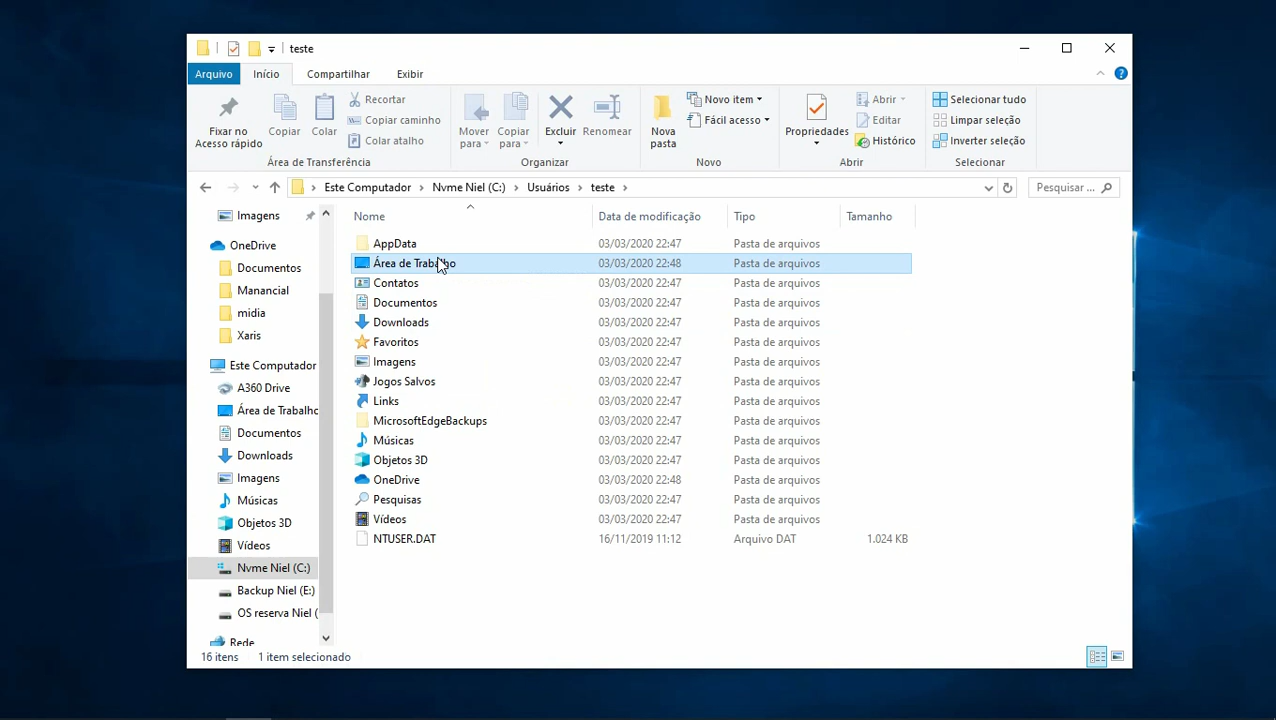 teste
Arquivo Início Compartilhar Exibir
Fixar no Acesso rápido
Copiar
Colar
Recortar
Copiar caminho
Colar atalho
Área de Transferência
Mover para
Copiar para
Excluir
Renomear
Organizar
Nova pasta
Novo item
Fácil acesso
Novo
Propriedades
Abrir
Editar
Histórico
Abrir
Selecionar tudo
Limpar seleção
Inverter seleção
Selecionar
Este Computador > Nvme Niel (C:) > Usuários > teste >
Pesquisar ...
Imagens
OneDrive
Documentos
Manancial
midia
Xaris
Este Computador
A360 Drive
Área de Trabalho
Documentos
Downloads
Imagens
Músicas
Objetos 3D
Vídeos
Nvme Niel (C:)
Backup Niel (E:)
OS reserva Niel (
Rede
Nome Data de modificação Tipo Tamanho
AppData 03/03/2020 22:47 Pasta de arquivos
Área de Trabalho 03/03/2020 22:48 Pasta de arquivos
Contatos 03/03/2020 22:47 Pasta de arquivos
Documentos 03/03/2020 22:47 Pasta de arquivos
Downloads 03/03/2020 22:47 Pasta de arquivos
Favoritos 03/03/2020 22:47 Pasta de arquivos
Imagens 03/03/2020 22:47 Pasta de arquivos
Jogos Salvos 03/03/2020 22:47 Pasta de arquivos
Links 03/03/2020 22:47 Pasta de arquivos
MicrosoftEdgeBackups 03/03/2020 22:47 Pasta de arquivos
Músicas 03/03/2020 22:47 Pasta de arquivos
Objetos 3D 03/03/2020 22:47 Pasta de arquivos
OneDrive 03/03/2020 22:48 Pasta de arquivos
Pesquisas 03/03/2020 22:47 Pasta de arquivos
Vídeos 03/03/2020 22:47 Pasta de arquivos
NTUSER.DAT 16/11/2019 11:12 Arquivo DAT 1.024 KB
16 itens 1 item selecionado